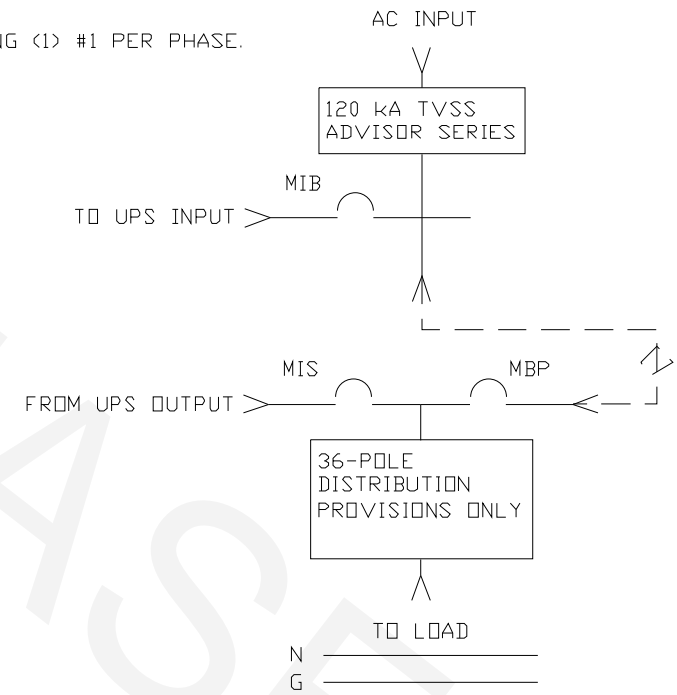 AC INPUT
NG (1) #1 PER PHASE.
120 kA TVSS
ADVISOR SERIES
MIB
TO UPS INPUT
MIS
MBP
FROM UPS OUTPUT
36-POLE
DISTRIBUTION
PROVISIONS ONLY
TO LOAD
N
G